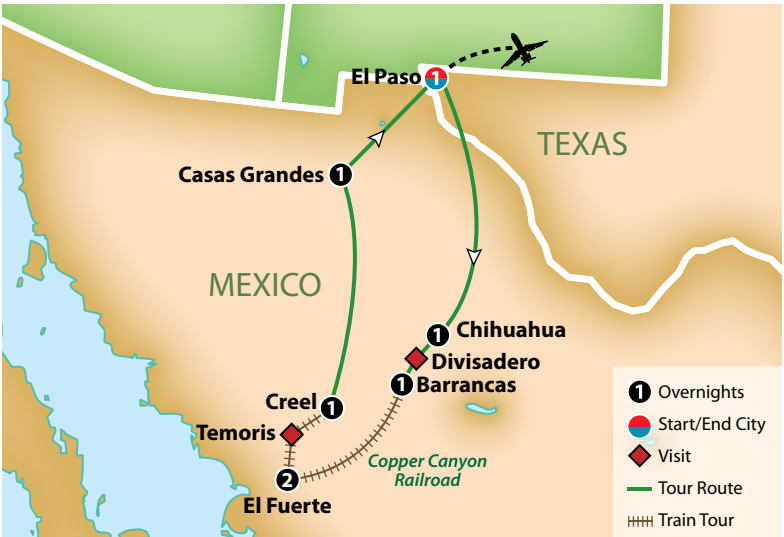 El Paso 1
TEXAS
Casas Grandes 1
MEXICO
1 Chihuahua
Divisadero
1 Barrancas
Creel 1
Temoris
Copper Canyon
Railroad
2
El Fuerte
1 Overnights
Start/End City
Visit
Tour Route
Train Tour